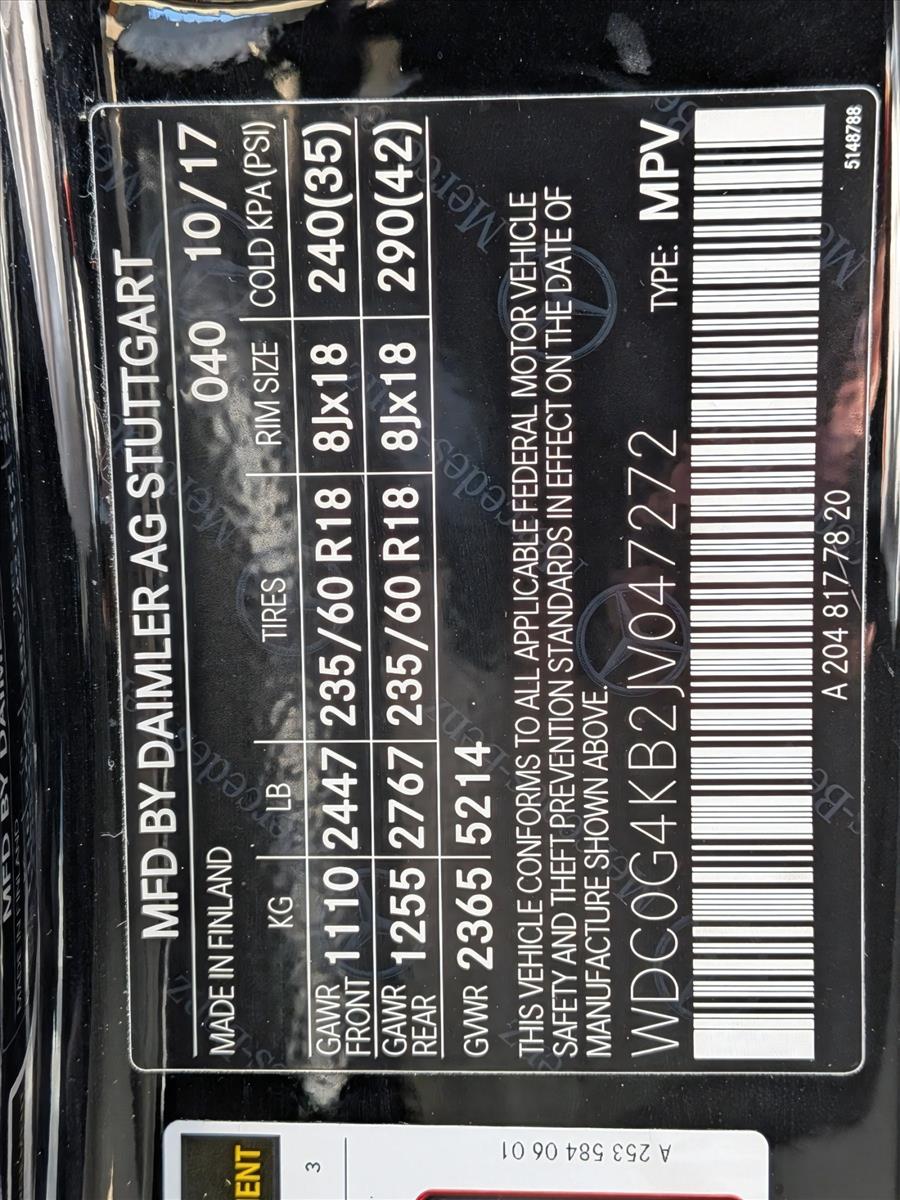 MFD BY DAIMLER AG STUTTGART
MADE IN FINLAND 040 10/17
KG LB TIRES RIM SIZE COLD KPA (PSI)
GAWR FRONT 1110 2447 235/60 R18 8Jx18 240(35)
GAWR REAR 1255 2767 235/60 R18 8Jx18 290(42)
GVWR 2365 5214
THIS VEHICLE CONFORMS TO ALL APPLICABLE FEDERAL MOTOR VEHICLE
SAFETY AND THEFT PREVENTION STANDARDS IN EFFECT ON THE DATE OF
MANUFACTURE SHOWN ABOVE.
WDC0G4KB2JV047272 TYPE: MPV
A 204 817 78 20
5148788
A 253 584 06 01
3